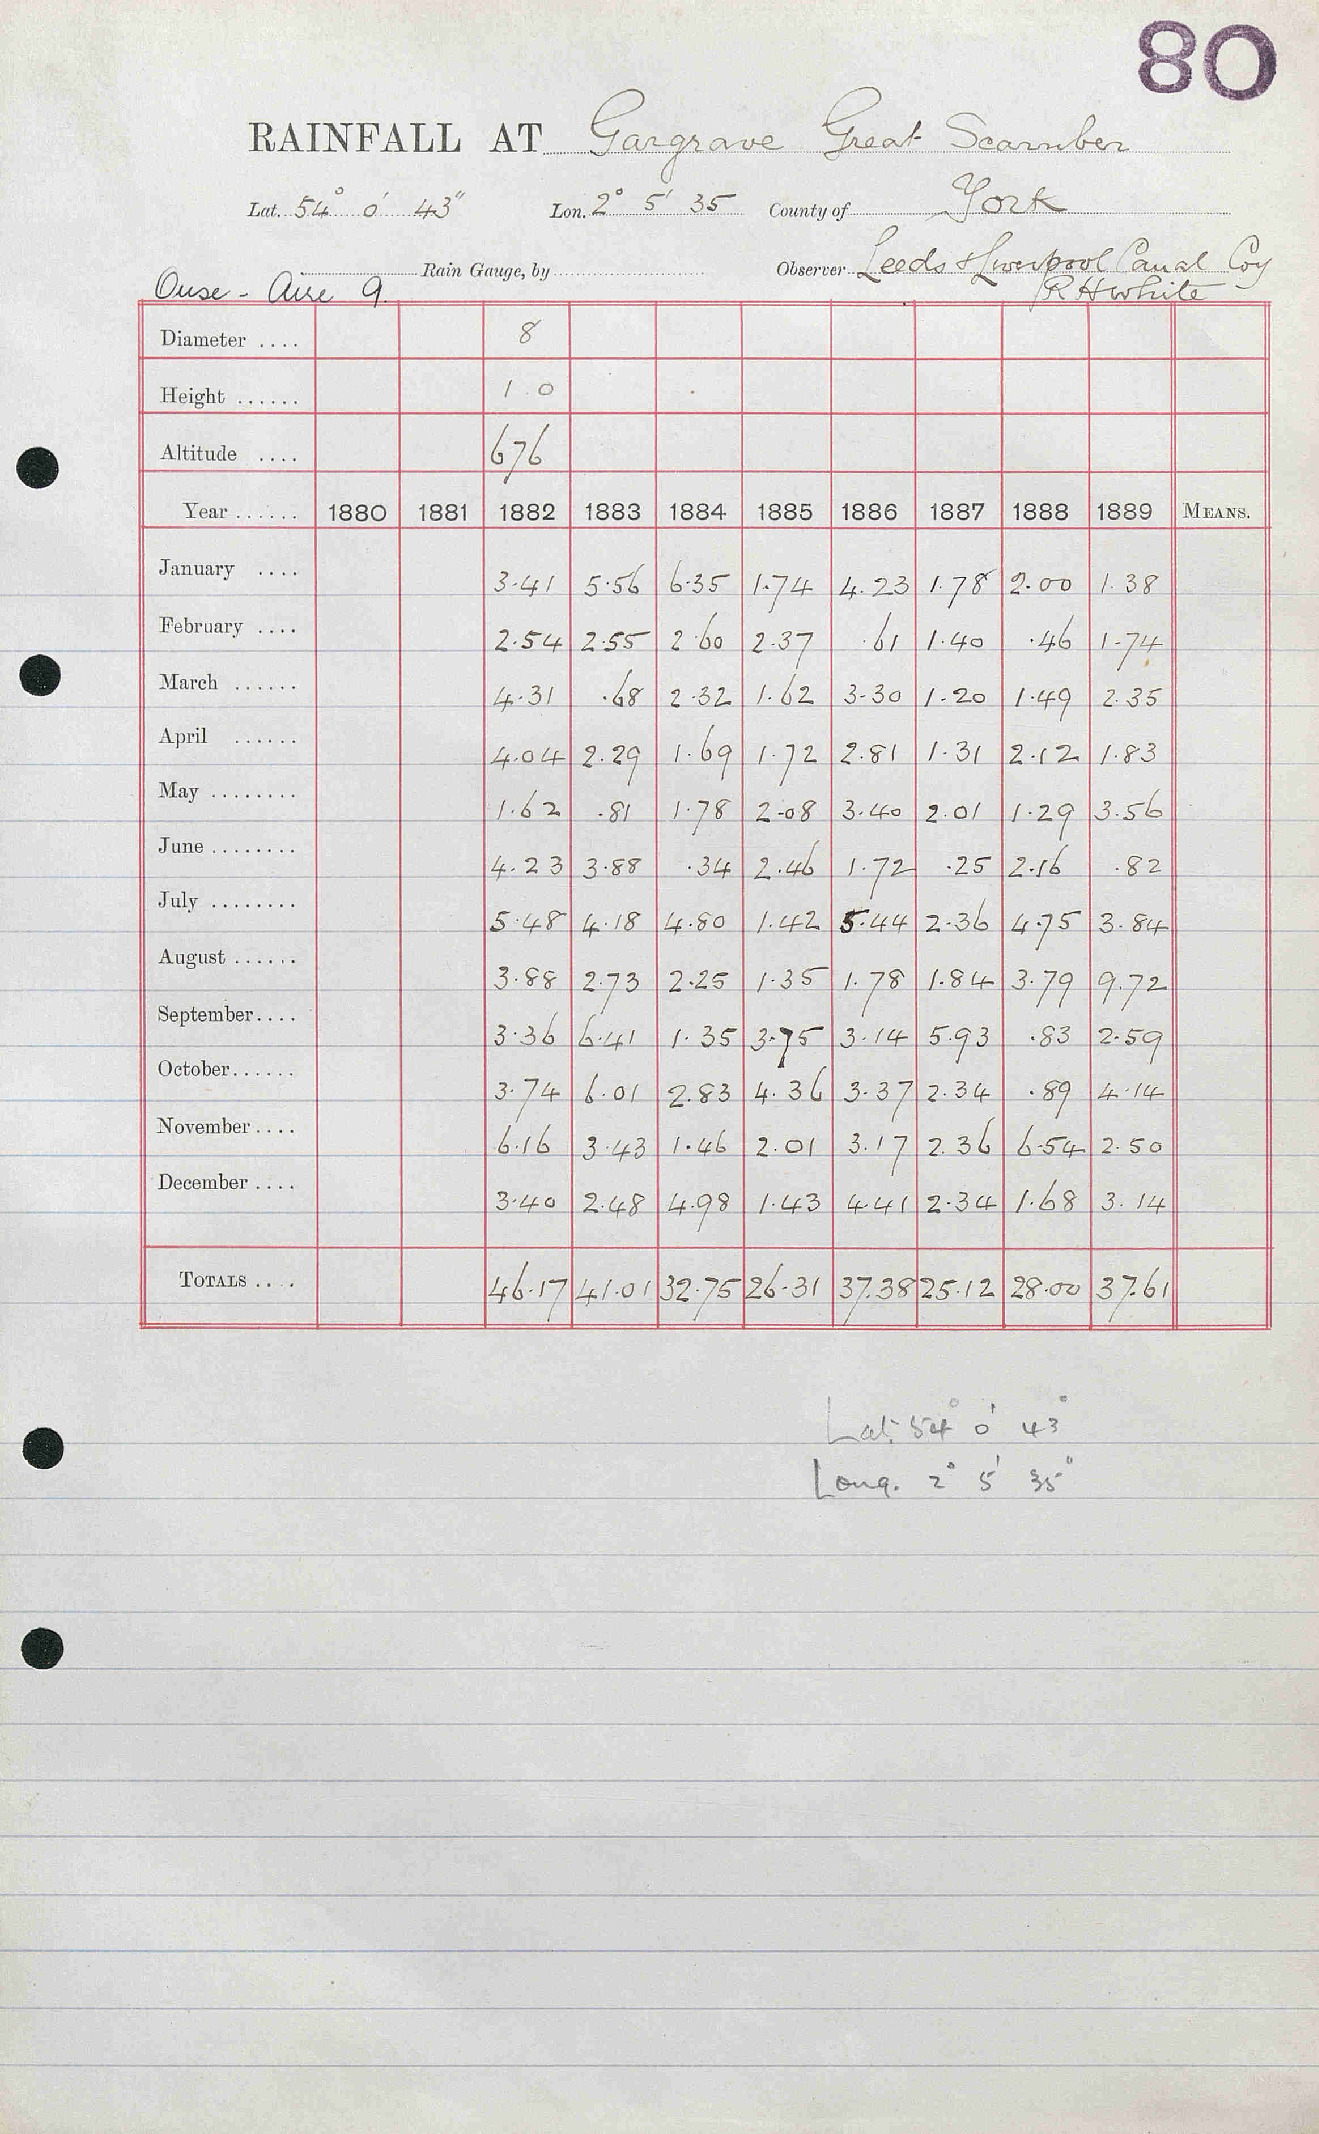 80
RAINFALL AT Gargrave Great Scarnber
Lat. 54° 0' 43" Lon. 2° 5' 35 County of York
Rain Gauge, by Observer Leeds & Liverpool Canal Coy
Ouse - Aire 9. R H White
Diameter .... 8
Height ...... 1 . 0
Altitude .... 676
Year ...... 1880 1881 1882 1883 1884 1885 1886 1887 1888 1889 MEANS.
January .... 3.41 5.56 6.35 1.74 4.23 1.78 2.00 1.38
February .... 2.54 2.55 2.60 2.37 .61 1.40 .46 1.74
March ...... 4.31 .68 2.32 1.62 3.30 1.20 1.49 2.35
April ...... 4.04 2.29 1.69 1.72 2.81 1.31 2.12 1.83
May ........ 1.62 .81 1.78 2.08 3.40 2.01 1.29 3.56
June ........ 4.23 3.88 .34 2.46 1.72 .25 2.16 .82
July ........ 5.48 4.18 4.80 1.42 5.44 2.36 4.75 3.84
August ...... 3.88 2.73 2.25 1.35 1.78 1.84 3.79 9.72
September.... 3.36 6.41 1.35 3.75 3.14 5.93 .83 2.59
October...... 3.74 6.01 2.83 4.36 3.37 2.34 .89 4.14
November.... 6.16 3.43 1.46 2.01 3.17 2.36 6.54 2.50
December .... 3.40 2.48 4.98 1.43 4.41 2.34 1.68 3.14
TOTALS .... 46.17 41.01 32.75 26.31 37.38 25.12 28.00 37.61
Lat. 54° 0' 43"
Long. 2° 5' 35"